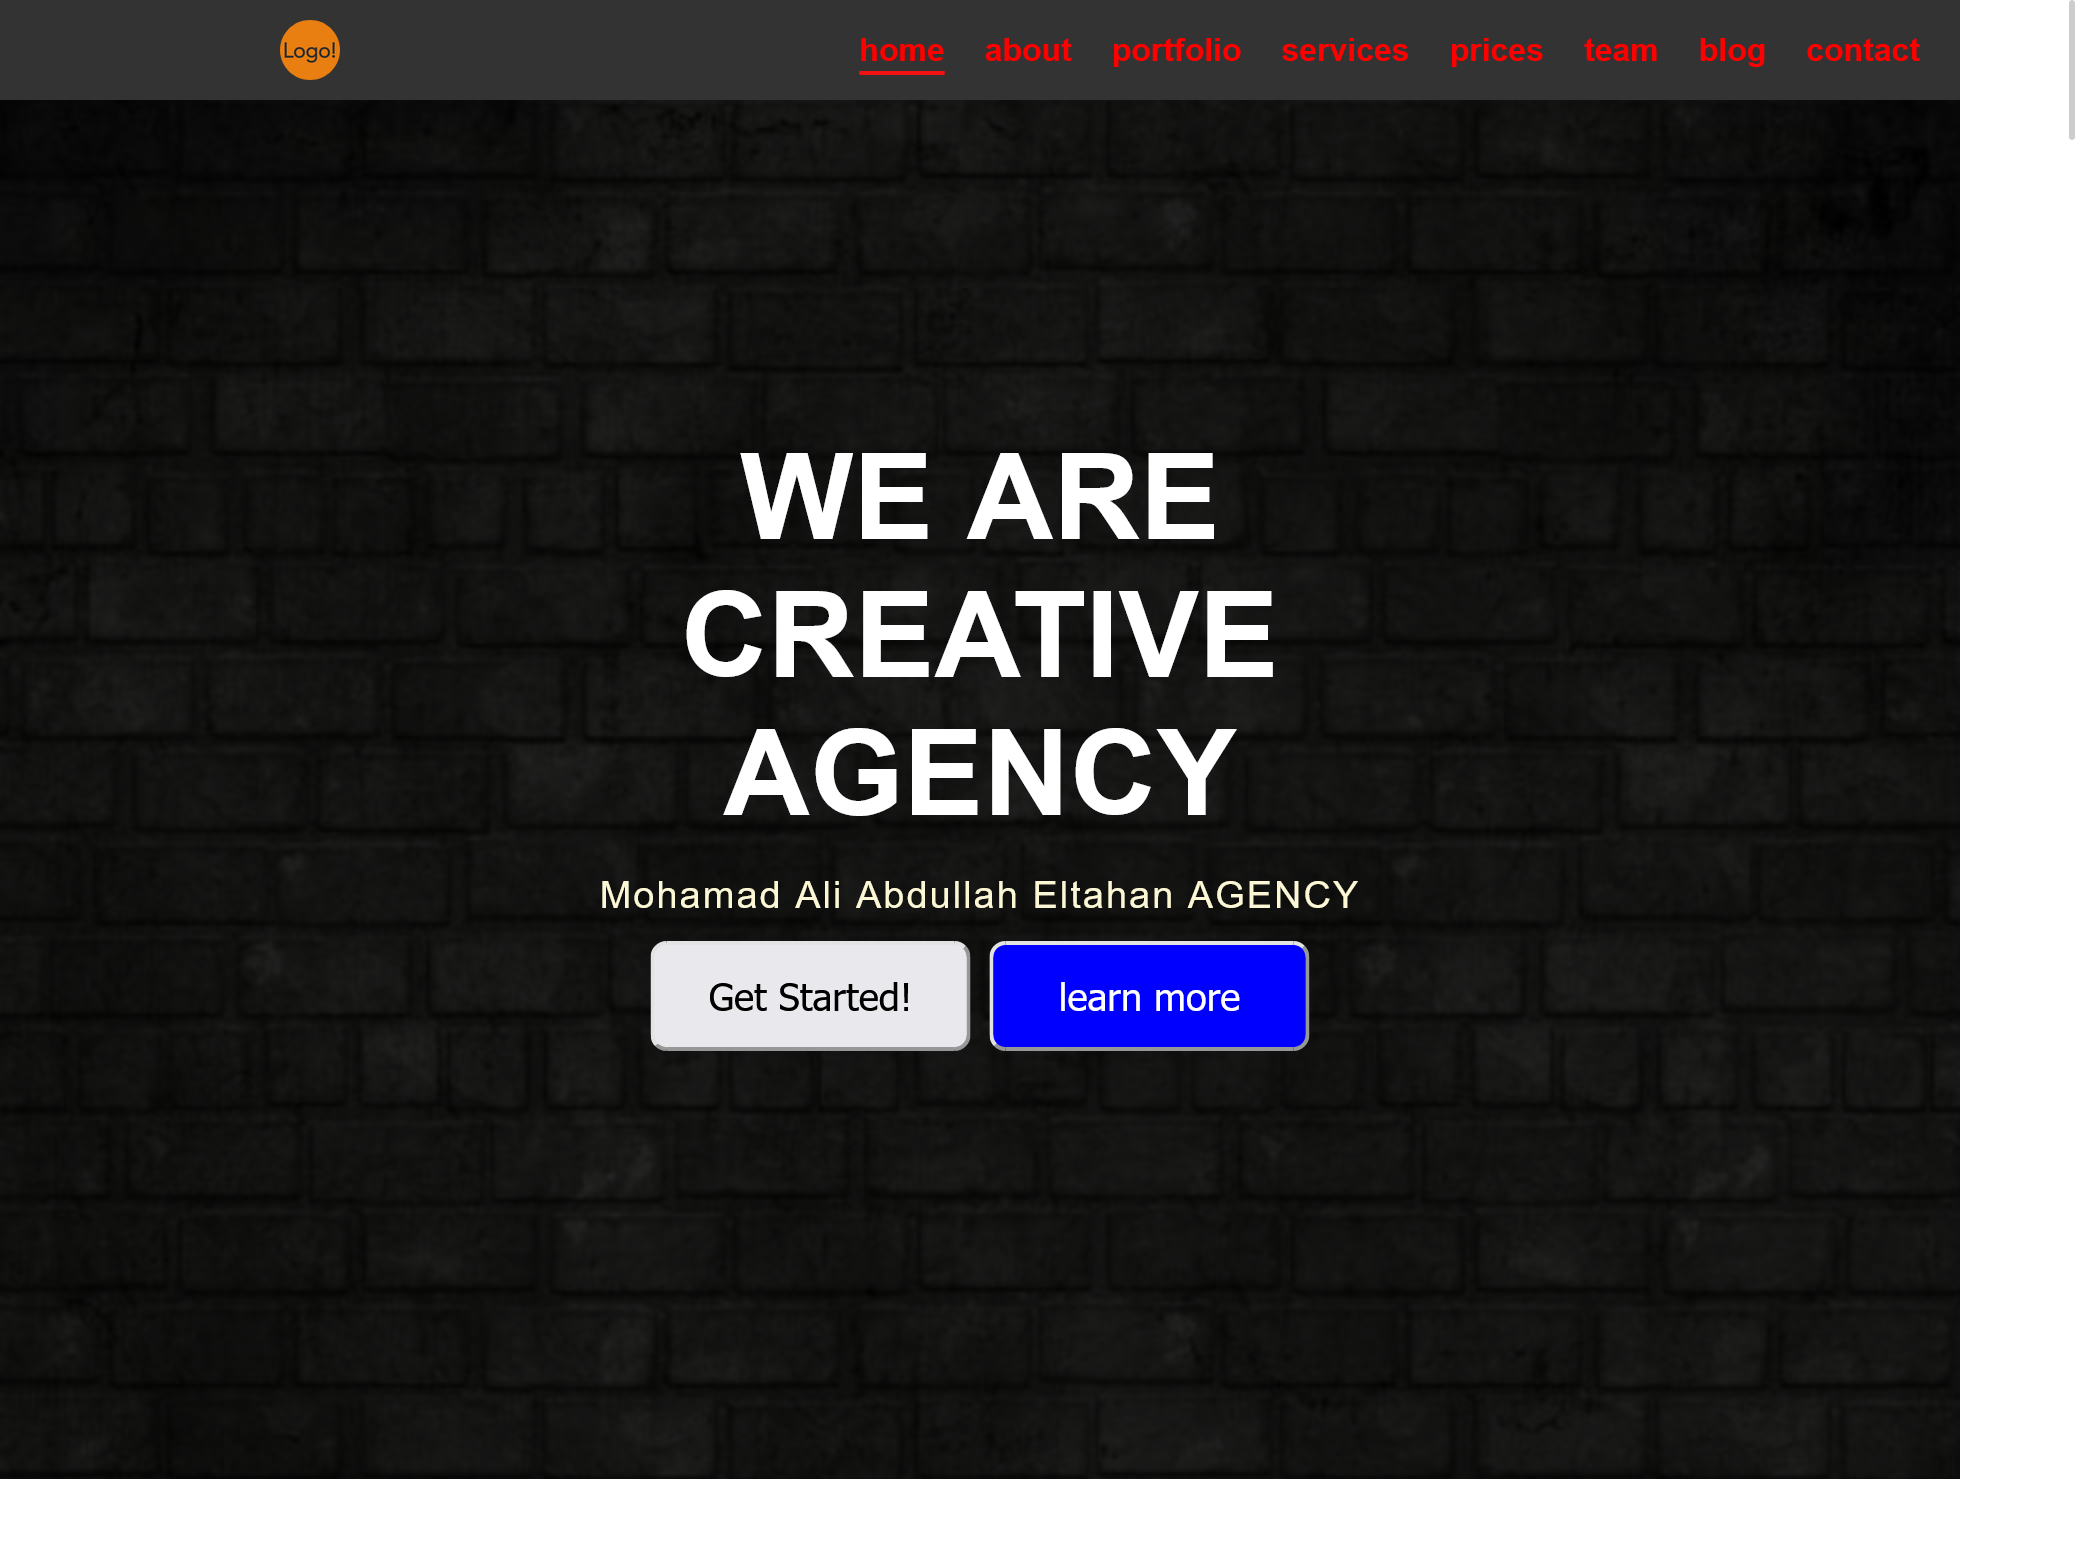 Logo!
home about portfolio services prices team blog contact
WE ARE
CREATIVE
AGENCY
Mohamad Ali Abdullah Eltahan AGENCY
Get Started! learn more